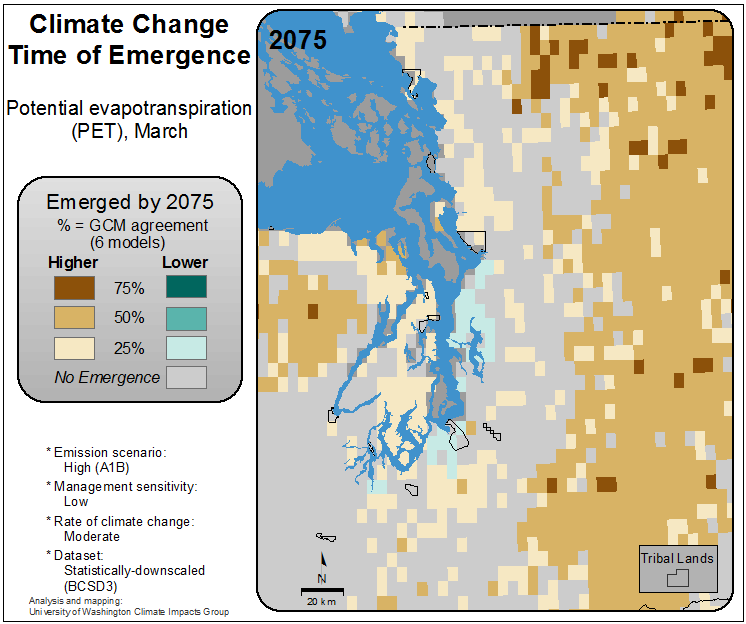 Climate Change
Time of Emergence
Potential evapotranspiration
(PET), March
Emerged by 2075
% = GCM agreement
(6 models)
Higher Lower
75%
50%
25%
No Emergence
* Emission scenario:
High (A1B)
* Management sensitivity:
Low
* Rate of climate change:
Moderate
* Dataset:
Statistically-downscaled
(BCSD3)
Analysis and mapping:
University of Washington Climate Impacts Group
2075
N
20 km
Tribal Lands